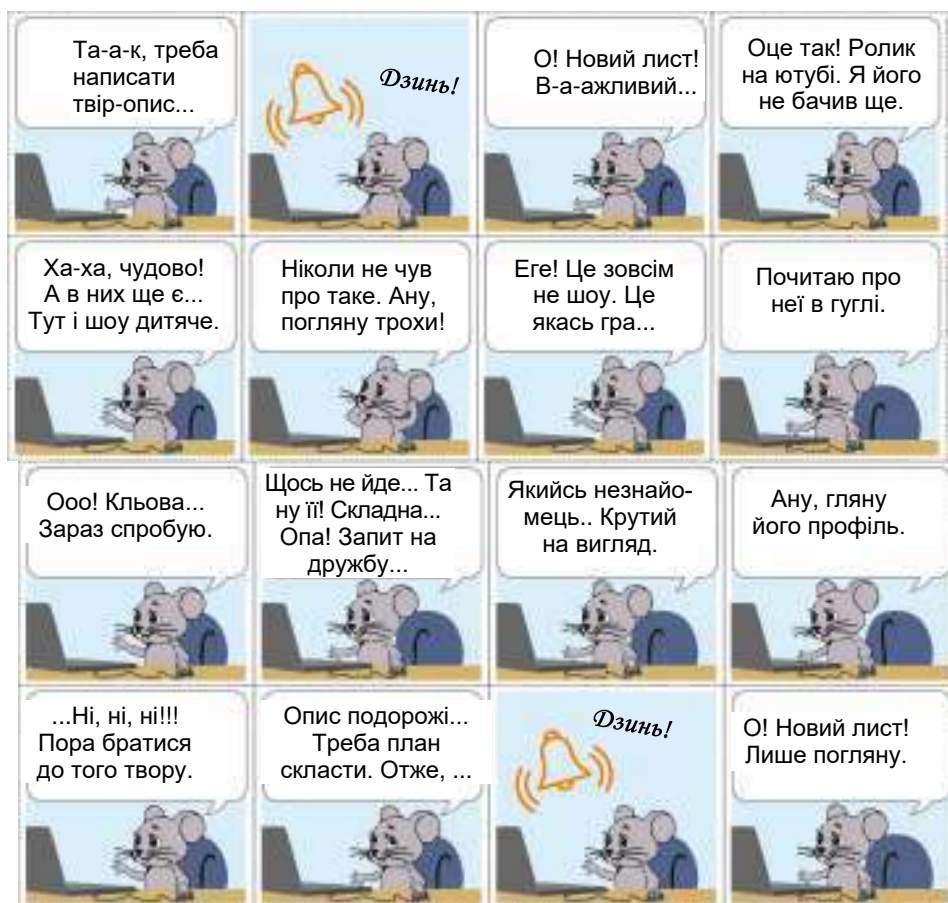 Та-а-к, треба
написати
твір-опис...
Дзинь!
О! Новий лист!
В-а-ажливий...
Оце так! Ролик
на ютубі. Я його
не бачив ще.
Ха-ха, чудово!
А в них ще є...
Тут і шоу дитяче.
Ніколи не чув
про таке. Ану,
погляну трохи!
Еге! Це зовсім
не шоу. Це
якась гра...
Почитаю про
неї в гуглі.
Ооо! Кльова...
Зараз спробую.
Щось не йде... Та
ну її! Складна...
Опа! Запит на
дружбу...
Якийсь незнайо-
мець.. Крутий
на вигляд.
Ану, гляну
його профіль.
...Ні, ні, ні!!!
Пора братися
до того твору.
Опис подорожі...
Треба план
скласти. Отже, ...
Дзинь!
О! Новий лист!
Лише погляну.